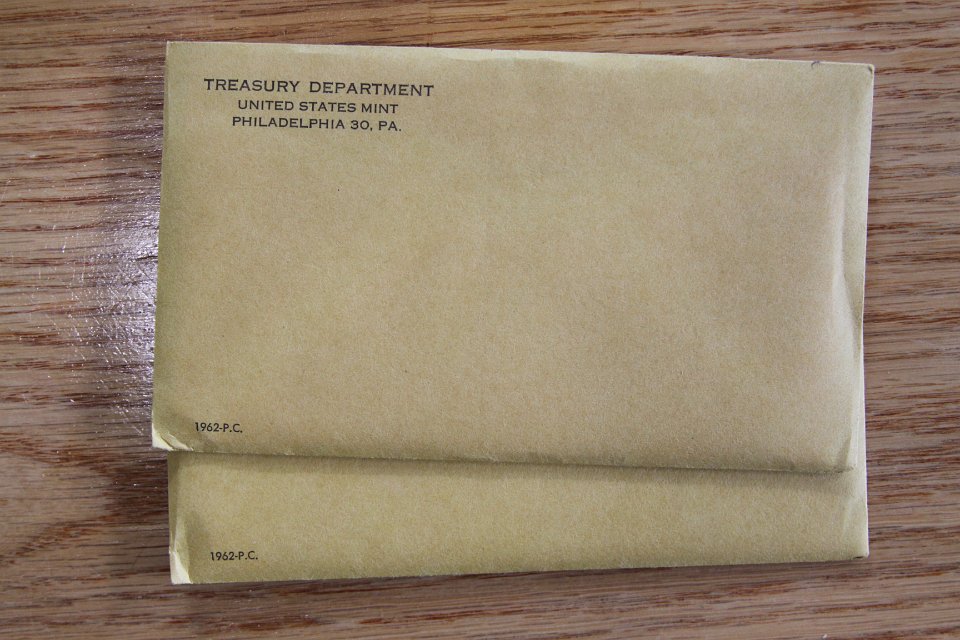 TREASURY DEPARTMENT
UNITED STATES MINT
PHILADELPHIA 30, PA.
1962-P.C.
1962-P.C.